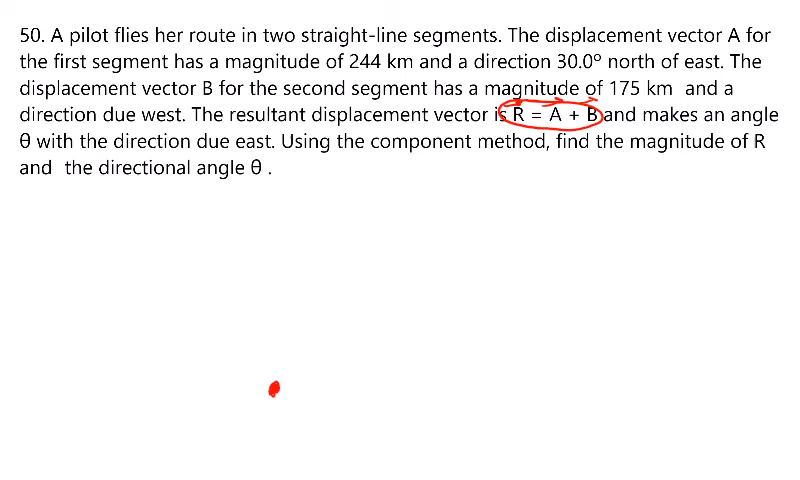 50. A pilot flies her route in two straight-line segments. The displacement vector A for
the first segment has a magnitude of 244 km and a direction 30.0º north of east. The
displacement vector B for the second segment has a magnitude of 175 km  and a
direction due west. The resultant displacement vector is R = A + B and makes an angle
θ with the direction due east. Using the component method, find the magnitude of R
and  the directional angle θ .